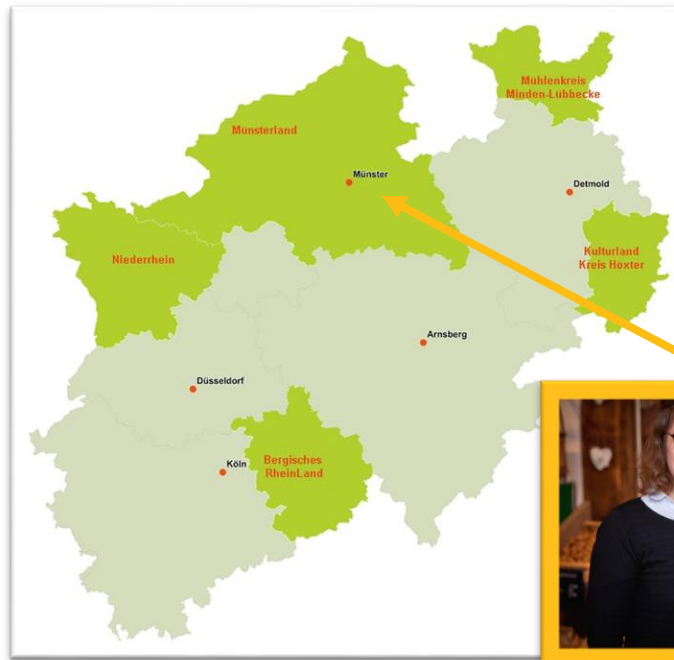 Mühlenkreis
Minden-Lübbecke
Münsterland
Münster
Detmold
Niederrhein
Kulturland
Kreis Höxter
Arnsberg
Düsseldorf
Bergisches
RheinLand
Köln